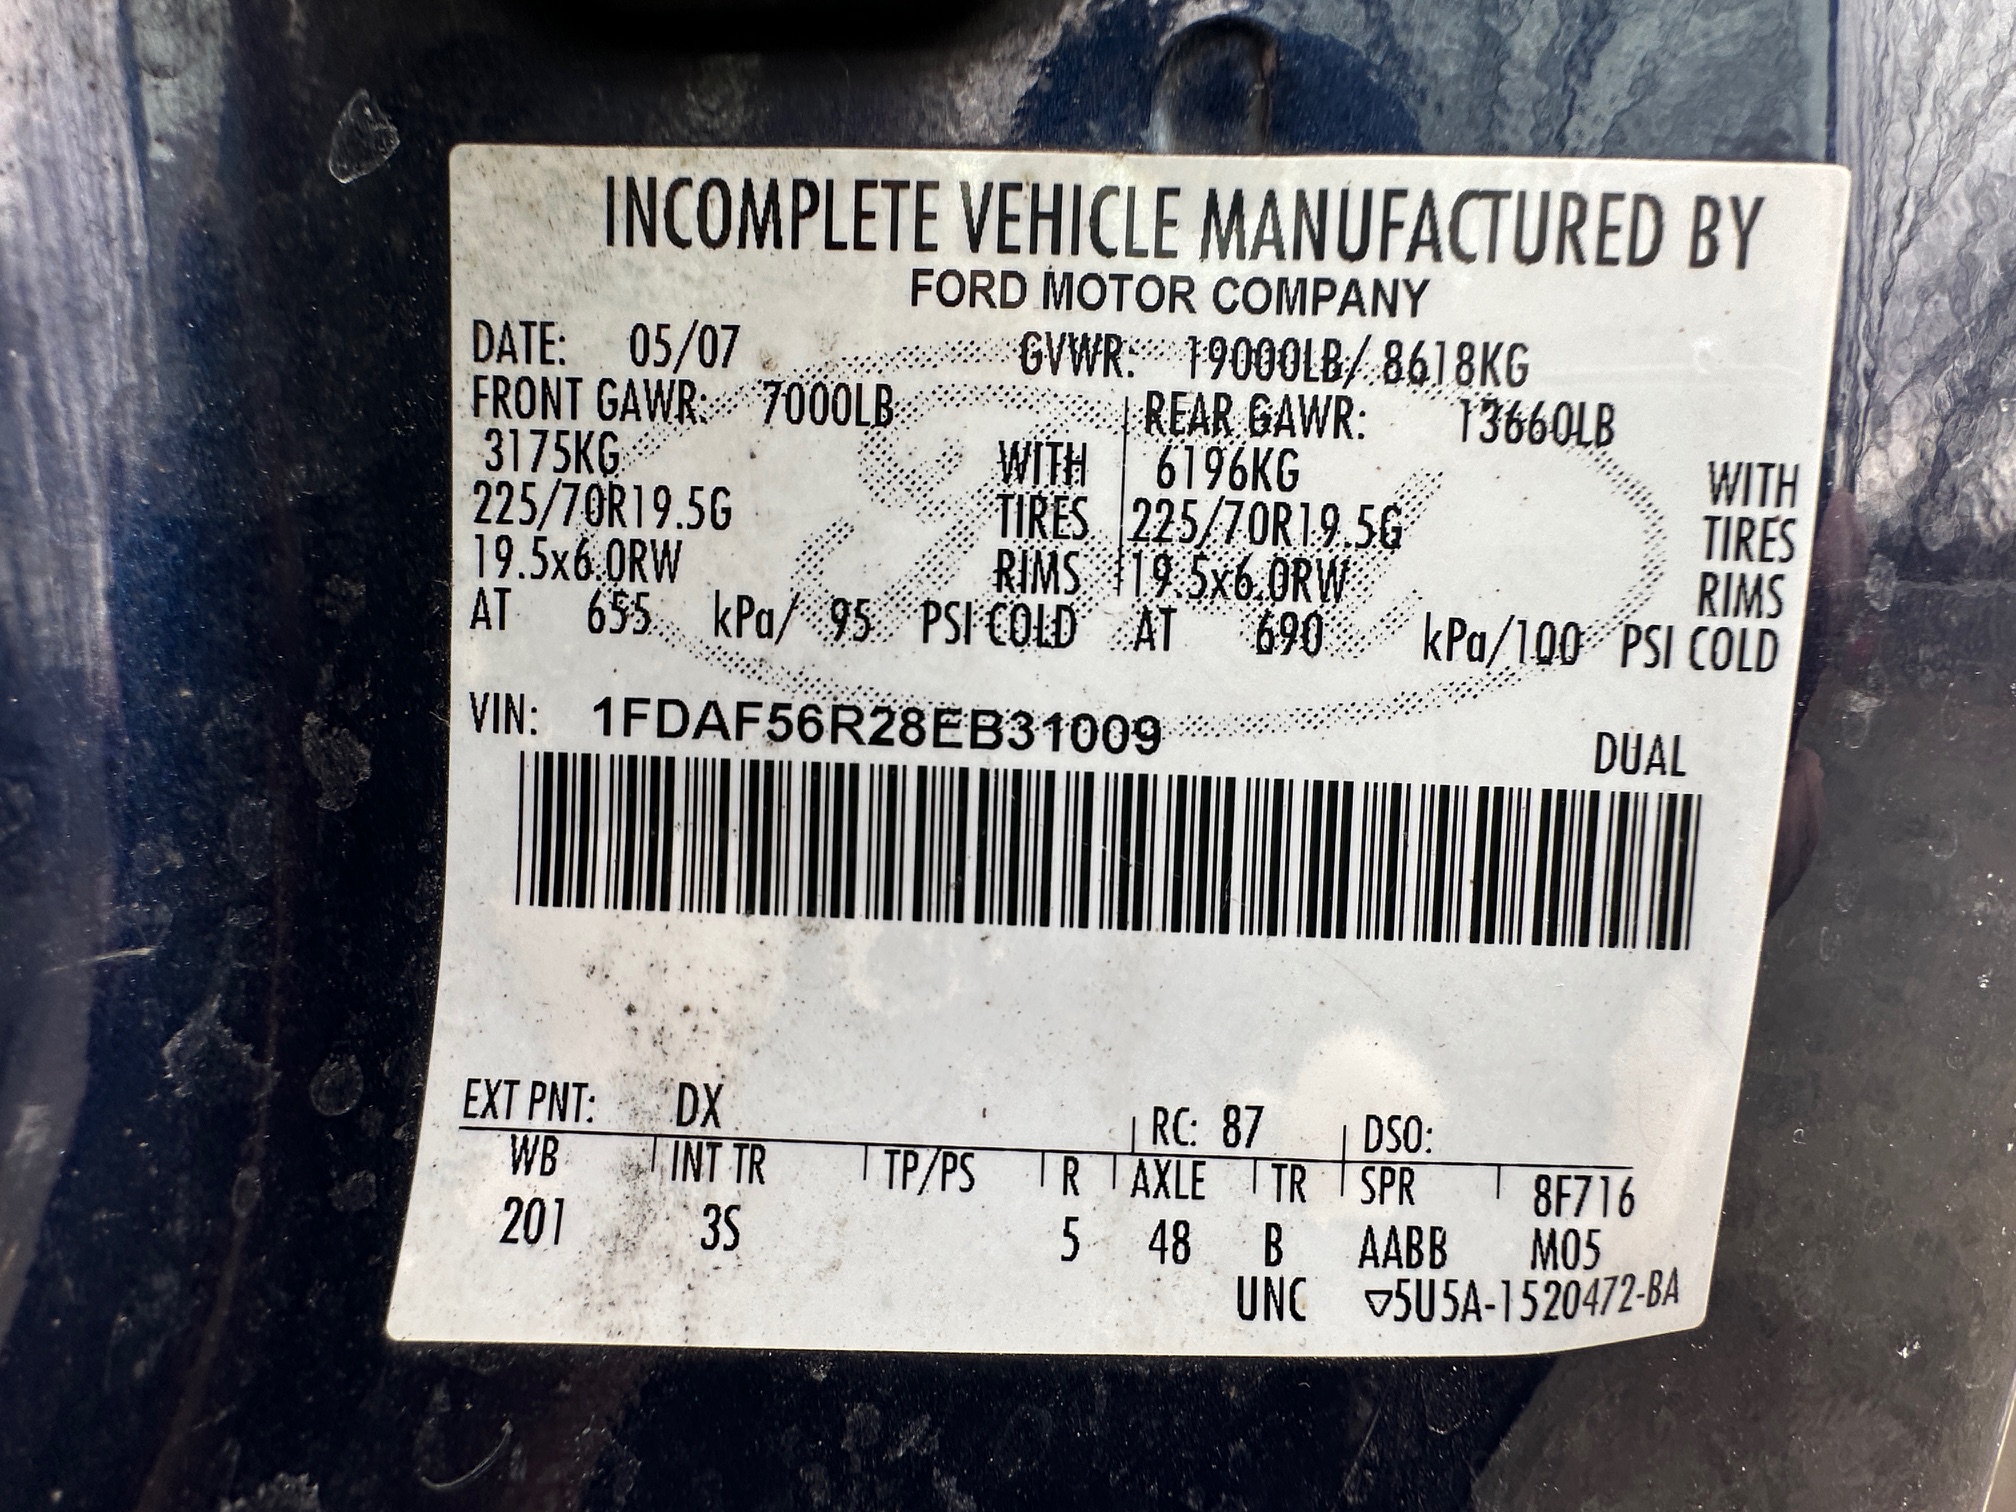 INCOMPLETE VEHICLE MANUFACTURED BY
FORD MOTOR COMPANY
DATE: 05/07 GVWR: 19000LB/ 8618KG
FRONT GAWR: 7000LB REAR GAWR: 13660LB
3175KG WITH 6196KG WITH
225/70R19.5G TIRES 225/70R19.5G TIRES
19.5x6.0RW RIMS 19.5x6.0RW RIMS
AT 655 kPa/ 95 PSI COLD AT 690 kPa/100 PSI COLD
VIN: 1FDAF56R28EB31009
DUAL
EXT PNT: DX RC: 87 DSO:
WB INT TR TP/PS R AXLE TR SPR 8F716
201 3S 5 48 B AABB M05
UNC ▽5U5A-1520472-BA